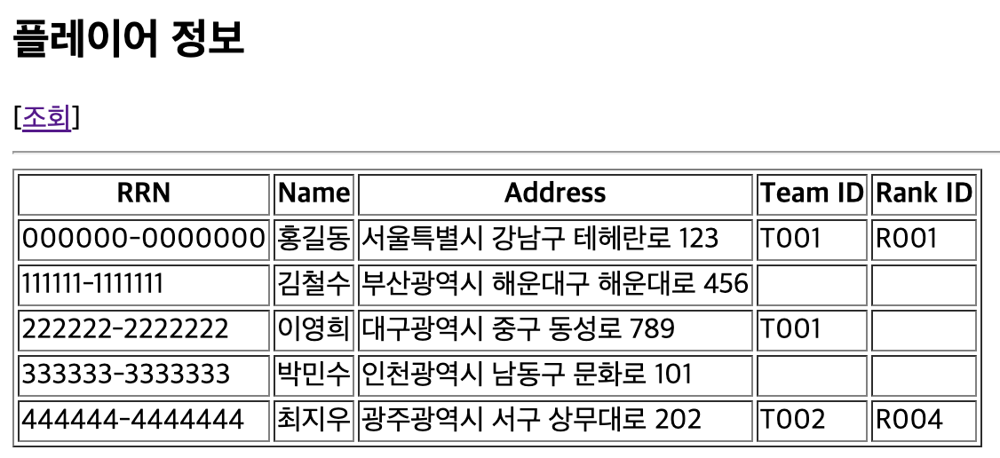 플레이어 정보
[조회]
RRN Name Address Team ID Rank ID
000000-0000000 홍길동 서울특별시 강남구 테헤란로 123 T001 R001
111111-1111111 김철수 부산광역시 해운대구 해운대로 456
222222-2222222 이영희 대구광역시 중구 동성로 789 T001
333333-3333333 박민수 인천광역시 남동구 문화로 101
444444-4444444 최지우 광주광역시 서구 상무대로 202 T002 R004